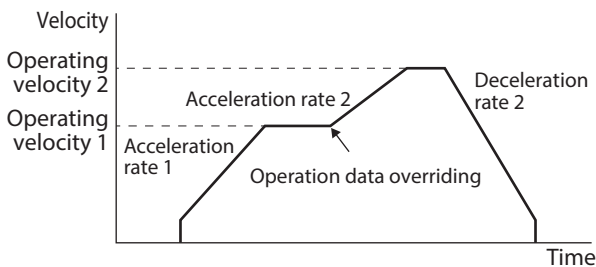 Velocity
Operating
velocity 2
Acceleration rate 2
Deceleration
rate 2
Operating
velocity 1
Acceleration
rate 1
Operation data overriding
Time